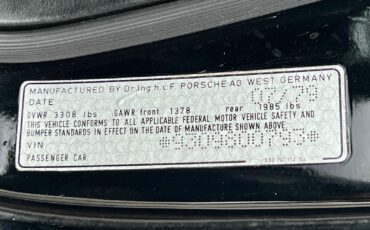 MANUFACTURED BY Dr.Ing.h.c.F. PORSCHE AG WEST GERMANY
DATE 07/79
GVWR 3308 lbs GAWR front 1378 rear 1985 lbs
THIS VEHICLE CONFORMS TO ALL APPLICABLE FEDERAL MOTOR VEHICLE SAFETY AND
BUMPER STANDARDS IN EFFECT ON THE DATE OF MANUFACTURE SHOWN ABOVE.
VIN *9309800793*
PASSENGER CAR